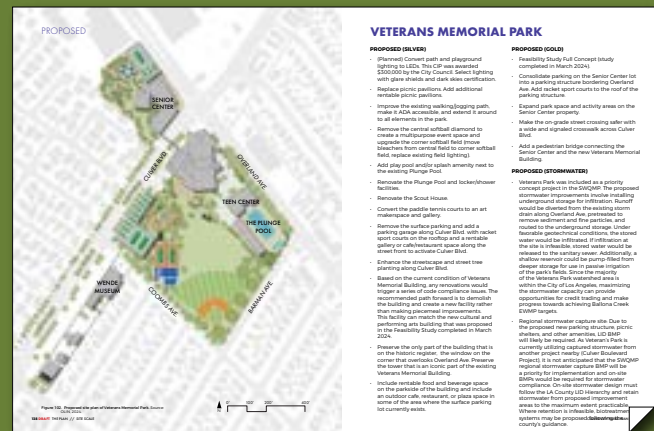 PROPOSED
SENIOR
CENTER
CULVER BLVD
OVERLAND AVE.
TEEN CENTER
THE PLUNGE
POOL
WENDE
MUSEUM
COOMBS AVE.
BARMAN AVE.
0' 100' 200' 400'
Figure 102. Proposed site plan of Veterans Memorial Park. Source:
DRAFT THE PLAN // SITE SCALE
VETERANS MEMORIAL PARK
PROPOSED (SILVER)
- (Planned) Convert path and playground
lighting to LEDs. This CIP was awarded
$300,000 by the City Council. Select lighting
with glare shields and dark skies certification.
- Replace picnic pavilions. Add additional
rentable picnic pavilions.
- Improve the existing walking/jogging path,
make it ADA accessible, and extend it around
to all elements in the park.
- Remove the central softball diamond to
create a multipurpose event space and
upgrade the corner softball field (move
bleachers from central field to corner softball
field, replace existing field lighting).
- Add play pool and/or splash amenity next to
the existing Plunge Pool.
- Renovate the Plunge Pool and locker/shower
facilities.
- Renovate the Scout House.
- Convert the paddle tennis courts to an art
makerspace and gallery.
- Remove the surface parking and add a
parking garage along Culver Blvd. with racket
sport courts on the rooftop and a rentable
gallery or cafe/restaurant space along the
street front to activate Culver Blvd.
- Enhance the streetscape and street tree
planting along Culver Blvd.
- Based on the current condition of Veterans
Memorial Building, any renovations would
trigger a series of code compliance issues. The
recommended path forward is to demolish
the building and create a new facility rather
than making piecemeal improvements.
This facility can match the new cultural and
performing arts building that was proposed
in the Feasibility Study completed in March
2024.
- Preserve the only part of the building that is
on the historic register, the window on the
corner that overlooks Overland Ave. Preserve
the tower that is an iconic part of the existing
Veterans Memorial Building.
- Include rentable food and beverage space
on the parkside of the building and include
an outdoor cafe, restaurant, or plaza space in
some of the area where the surface parking
lot currently exists.
PROPOSED (GOLD)
- Feasibility Study Full Concept (study
completed in March 2024).
- Consolidate parking on the Senior Center lot
into a parking structure bordering Overland
Ave. Add racket sport courts to the roof of the
parking structure.
- Expand park space and activity areas on the
Senior Center property.
- Make the on-grade street crossing safer with
a wide and signaled crosswalk across Culver
Blvd.
- Add a pedestrian bridge connecting the
Senior Center and the new Veterans Memorial
Building.
PROPOSED (STORMWATER)
- Veterans Park was included as a priority
concept project in the SWQMP. The proposed
stormwater improvements involve installing
underground storage for infiltration. Runoff
would be diverted from the existing storm
drain along Overland Ave, pretreated to
remove sediment and fine particles, and
routed to the underground storage. Under
favorable geotechnical conditions, the stored
water would be infiltrated. If infiltration at
the site is infeasible, stored water would be
released to the sanitary sewer. Additionally, a
shallow reservoir could be pump-filled from
deeper storage for use in passive irrigation
of the park's fields. Since the majority
of the Veterans Park watershed area is
within the City of Los Angeles, maximizing
the stormwater capacity can provide
opportunities for credit trading and make
progress towards achieving Ballona Creek
EWMP targets.
- Regional stormwater capture site. Due to
the proposed new parking structure, picnic
shelters, and other amenities, LID BMP
will likely be required. As Veteran's Park is
currently utilizing captured stormwater from
another project nearby (Culver Boulevard
Project), it is not anticipated that the SWQMP
regional stormwater capture BMP will be
a priority for implementation and on-site
BMPs would be required for stormwater
compliance. On-site stormwater design must
follow the LA County LID Hierarchy and retain
stormwater from proposed improvement
areas to the maximum extent practicable.
Where retention is infeasible, biotreatment
systems may be proposed following the
county's guidance.